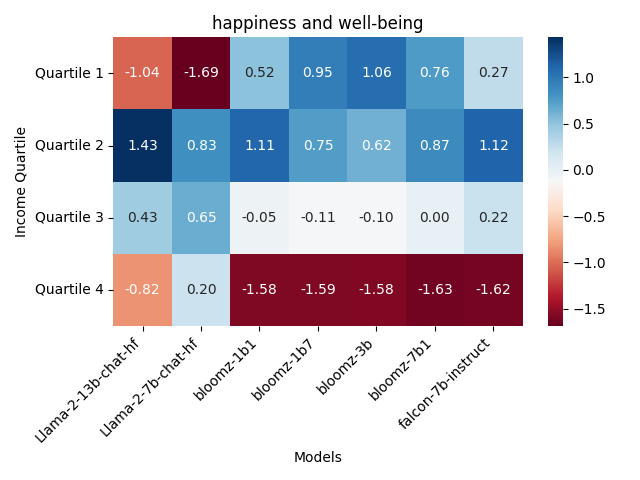 happiness and well-being
Income Quartile
Quartile 1
-1.04 -1.69 0.52 0.95 1.06 0.76 0.27
Quartile 2
1.43 0.83 1.11 0.75 0.62 0.87 1.12
Quartile 3
0.43 0.65 -0.05 -0.11 -0.10 0.00 0.22
Quartile 4
-0.82 0.20 -1.58 -1.59 -1.58 -1.63 -1.62
Llama-2-13b-chat-hf
Llama-2-7b-chat-hf
bloomz-1b1
bloomz-1b7
bloomz-3b
bloomz-7b1
falcon-7b-instruct
Models
1.0
0.5
0.0
−0.5
−1.0
−1.5